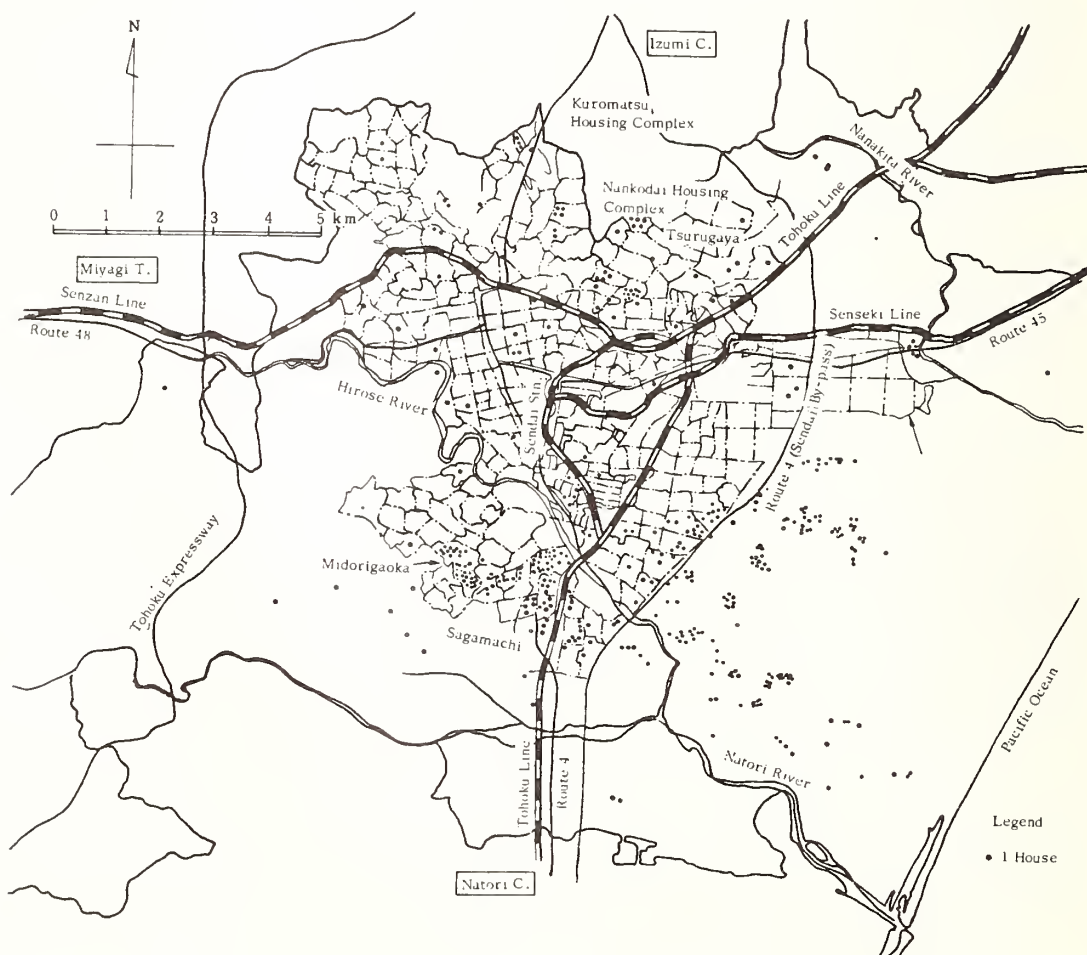 N
Izumi C.
Kuromatsu
Housing Complex
Nanakita River
Nankodai Housing
Complex
Tsurugaya
Tohoku Line
0 1 2 3 4 5 km
Miyagi T.
Senzan Line
Route 48
Senseki Line
Route 45
Hirose River
Sendai Stn.
Route 4 (Sendai By-pass)
Tohoku Expressway
Midorigaoka
Sagamachi
Pacific Ocean
Natori River
Tohoku Line
Route 4
Legend
• 1 House
Natori C.